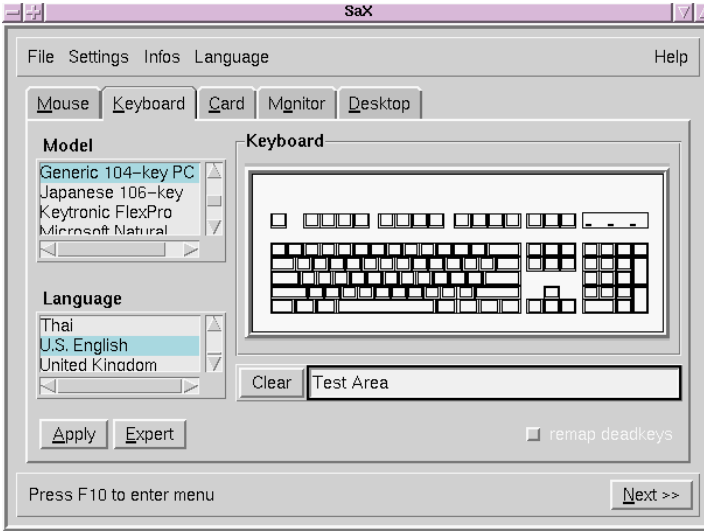 SaX
File Settings Infos Language Help
Mouse Keyboard Card Monitor Desktop
Model
Generic 104-key PC
Japanese 106-key
Keytronic FlexPro
Microsoft Natural
Language
Thai
U.S. English
United Kingdom
Keyboard
Clear Test Area
Apply Expert
remap deadkeys
Press F10 to enter menu
Next >>